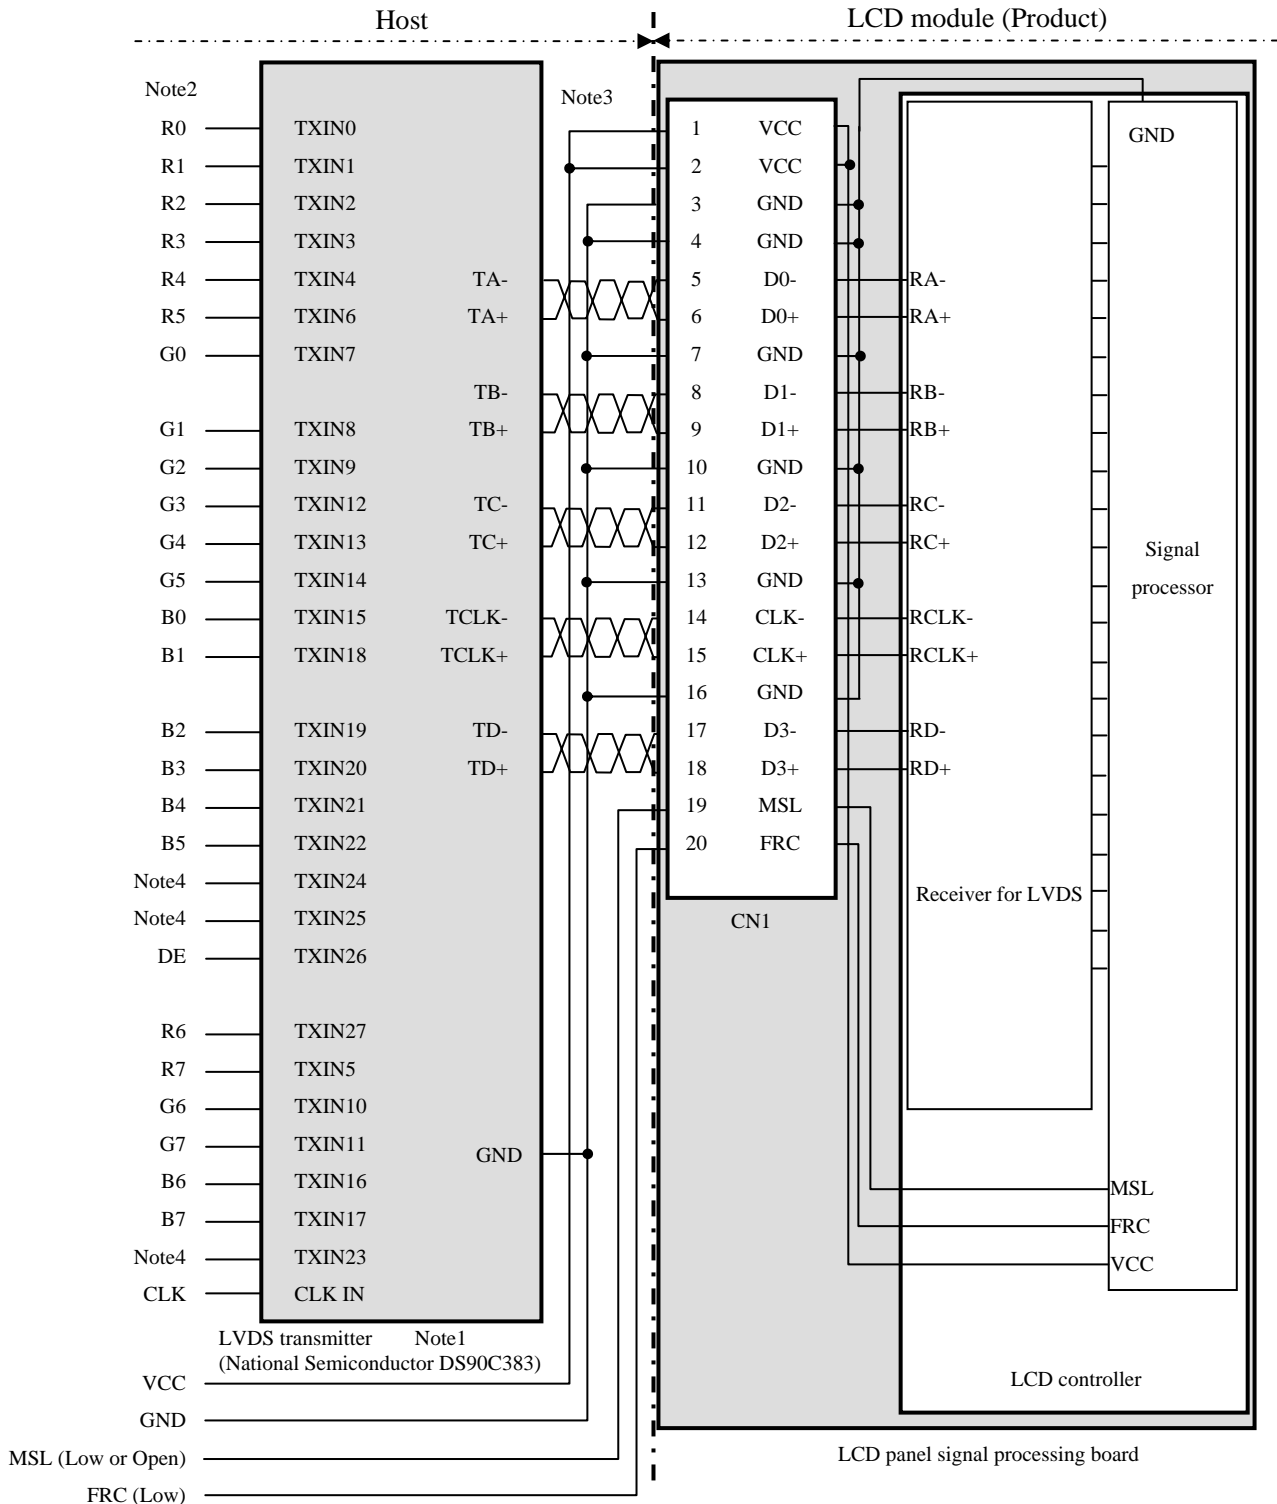 Host
LCD module (Product)
Note2
Note3
R0 TXIN0 1 VCC GND
R1 TXIN1 2 VCC
R2 TXIN2 3 GND
R3 TXIN3 4 GND
R4 TXIN4 TA- 5 D0- RA-
R5 TXIN6 TA+ 6 D0+ RA+
G0 TXIN7 7 GND
TB- 8 D1- RB-
G1 TXIN8 TB+ 9 D1+ RB+
G2 TXIN9 10 GND
G3 TXIN12 TC- 11 D2- RC-
G4 TXIN13 TC+ 12 D2+ RC+
Signal
processor
G5 TXIN14 13 GND
B0 TXIN15 TCLK- 14 CLK- RCLK-
B1 TXIN18 TCLK+ 15 CLK+ RCLK+
16 GND
B2 TXIN19 TD- 17 D3- RD-
B3 TXIN20 TD+ 18 D3+ RD+
B4 TXIN21 19 MSL
B5 TXIN22 20 FRC
Note4 TXIN24
Receiver for LVDS
Note4 TXIN25 CN1
DE TXIN26
R6 TXIN27
R7 TXIN5
G6 TXIN10
G7 TXIN11 GND
B6 TXIN16 MSL
B7 TXIN17 FRC
Note4 TXIN23 VCC
CLK CLK IN
LVDS transmitter Note1
(National Semiconductor DS90C383)
LCD controller
VCC
GND
MSL (Low or Open)
LCD panel signal processing board
FRC (Low)